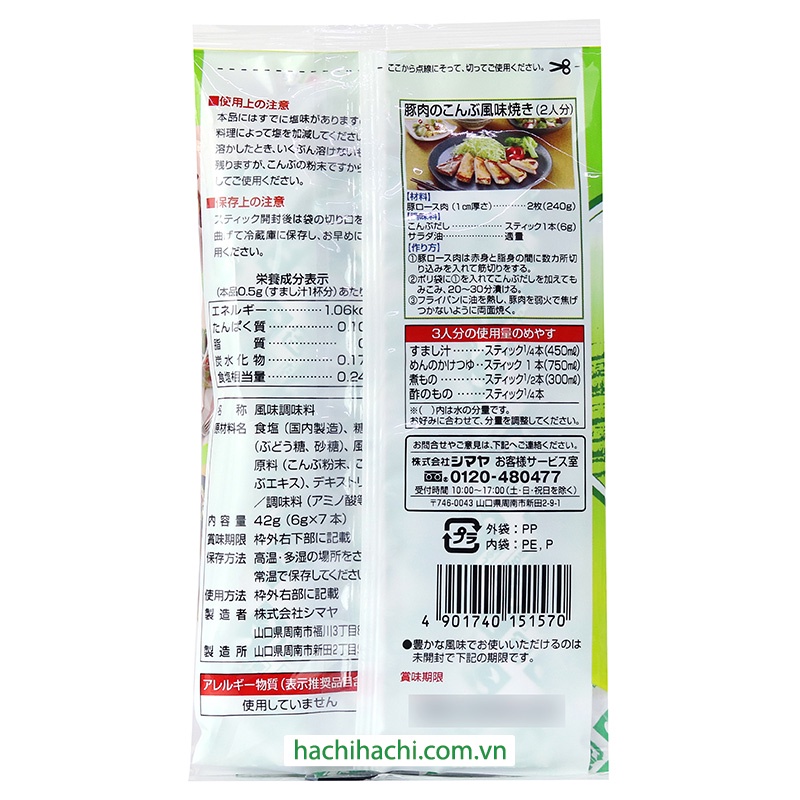 ここから点線にそって、切ってご使用ください。
■使用上の注意
本品にはすでに塩味がありますの
料理によって塩を加減してください
溶かしたとき、いくぶん溶けないも
残りますが、こんぶの粉末ですから
してご使用ください。
■保存上の注意
スティック開封後は袋の切り口を
曲げて冷蔵庫に保存し、お早めに
用ください。
栄養成分表示
(本品0.5g(すまし汁1杯分)あたり
エネルギー 1.06kc
たんぱく質 0.10
脂質 0
炭水化物 0.17
食塩相当量 0.24
名称 風味調味料
原材料名 食塩(国内製造)、糖
(ぶどう糖、砂糖)、風
原料(こんぶ粉末、こ
ぶエキス)、デキストリ
/調味料(アミノ酸等
内容量 42g(6g×7本)
賞味期限 枠外右下部に記載
保存方法 高温・多湿の場所をさ
常温で保存してくださ
使用方法 枠外右部に記載
製造者 株式会社シマヤ
山口県周南市福川3丁目8
製造所 山口県周南市新田2丁目
アレルギー物質(表示推奨品目含
使用していません
豚肉のこんぶ風味焼き(2人分)
【材料】
豚ロース肉(1cm厚さ)………2枚(240g)
こんぶだし………スティック1本(6g)
サラダ油………適量
【作り方】
①豚ロース肉は赤身と脂身の間に数カ所切
り込みを入れて筋切りをする。
②ポリ袋に①を入れてこんぶだしを加えても
みこみ、20〜30分漬ける。
③フライパンに油を熱し、豚肉を弱火で焦げ
つかないように両面焼く。
3人分の使用量のめやす
すまし汁………スティック1/4本(450ml)
めんのかけつゆ…スティック 1本(750ml)
煮もの………スティック1/2本(300ml)
酢のもの………スティック1/4本
※( )内は水の分量です。
お好みに合わせて、分量を調整してください。
お問合せやご意見は、下記へご連絡ください。
株式会社シマヤ お客様サービス室
0120-480477
受付時間 10:00〜17:00(土・日・祝日を除く)
〒746-0043 山口県周南市新田2-9-1
プラ
外袋:PP
内袋:PE, P
4 901740 151570
●豊かな風味でお使いいただけるのは
未開封で下記の期限です。
賞味期限
hachihachi.com.vn